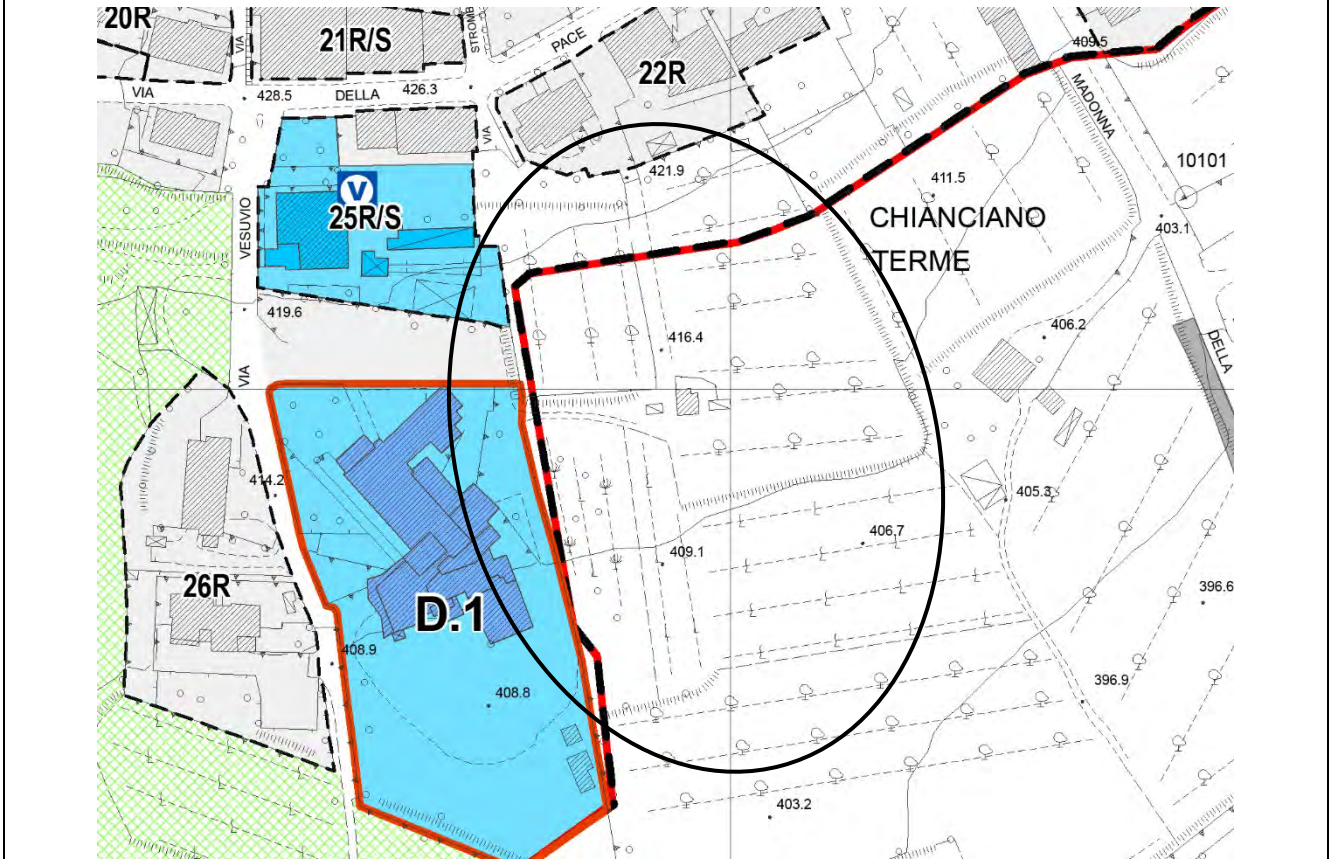 20R
VIA
21R/S
STROMB
PACE
22R
409.5
VIA
428.5
DELLA
426.3
VIA
MADONNA
421.9
10101
V
25R/S
VESUVIO
411.5
CHIANCIANO
TERME
403.1
419.6
416.4
406.2
DELLA
VIA
414.2
405.3
409.1
406.7
26R
D.1
396.6
408.9
408.8
396.9
403.2